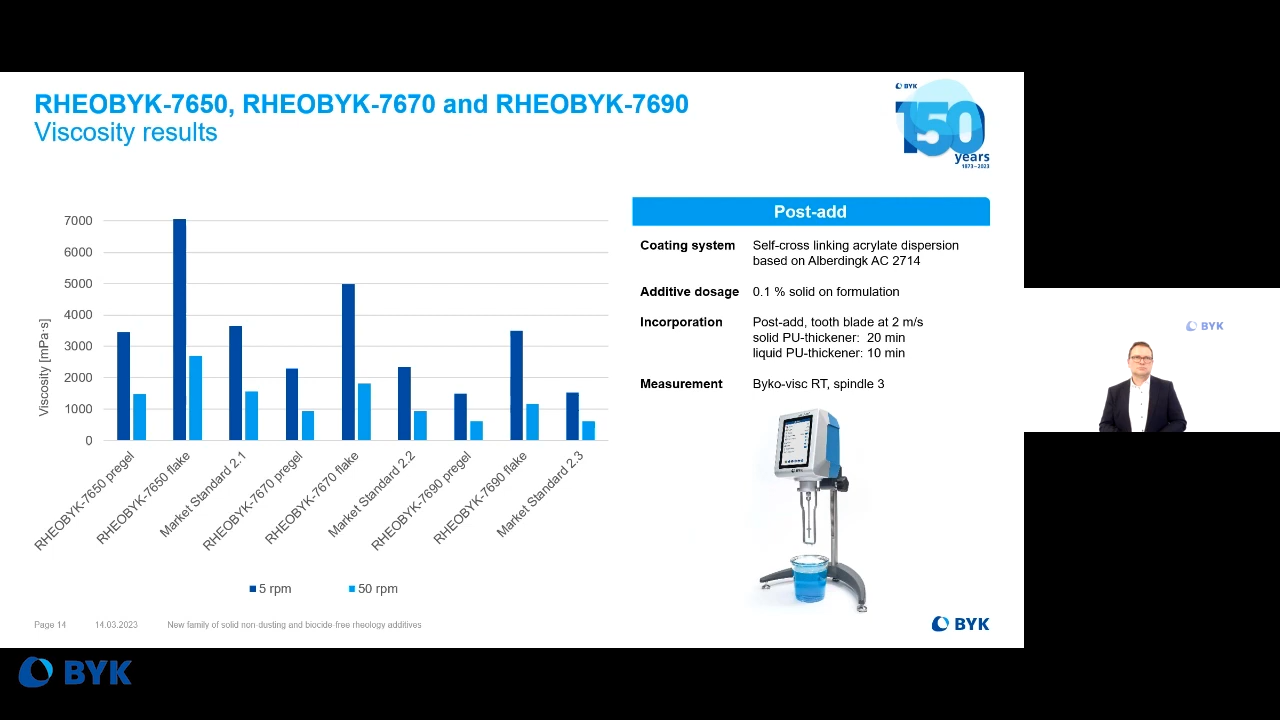 RHEOBYK-7650, RHEOBYK-7670 and RHEOBYK-7690
Viscosity results
BYK
150
years
1873–2023
Viscosity [mPa·s]
7000
6000
5000
4000
3000
2000
1000
0
RHEOBYK-7650 pregel
RHEOBYK-7650 flake
Market Standard 2.1
RHEOBYK-7670 pregel
RHEOBYK-7670 flake
Market Standard 2.2
RHEOBYK-7690 pregel
RHEOBYK-7690 flake
Market Standard 2.3
5 rpm
50 rpm
Post-add
Coating system Self-cross linking acrylate dispersion
based on Alberdingk AC 2714
Additive dosage 0.1 % solid on formulation
Incorporation Post-add, tooth blade at 2 m/s
solid PU-thickener: 20 min
liquid PU-thickener: 10 min
Measurement Byko-visc RT, spindle 3
BYK
Page 14 14.03.2023 New family of solid non-dusting and biocide-free rheology additives
BYK
BYK
BYK